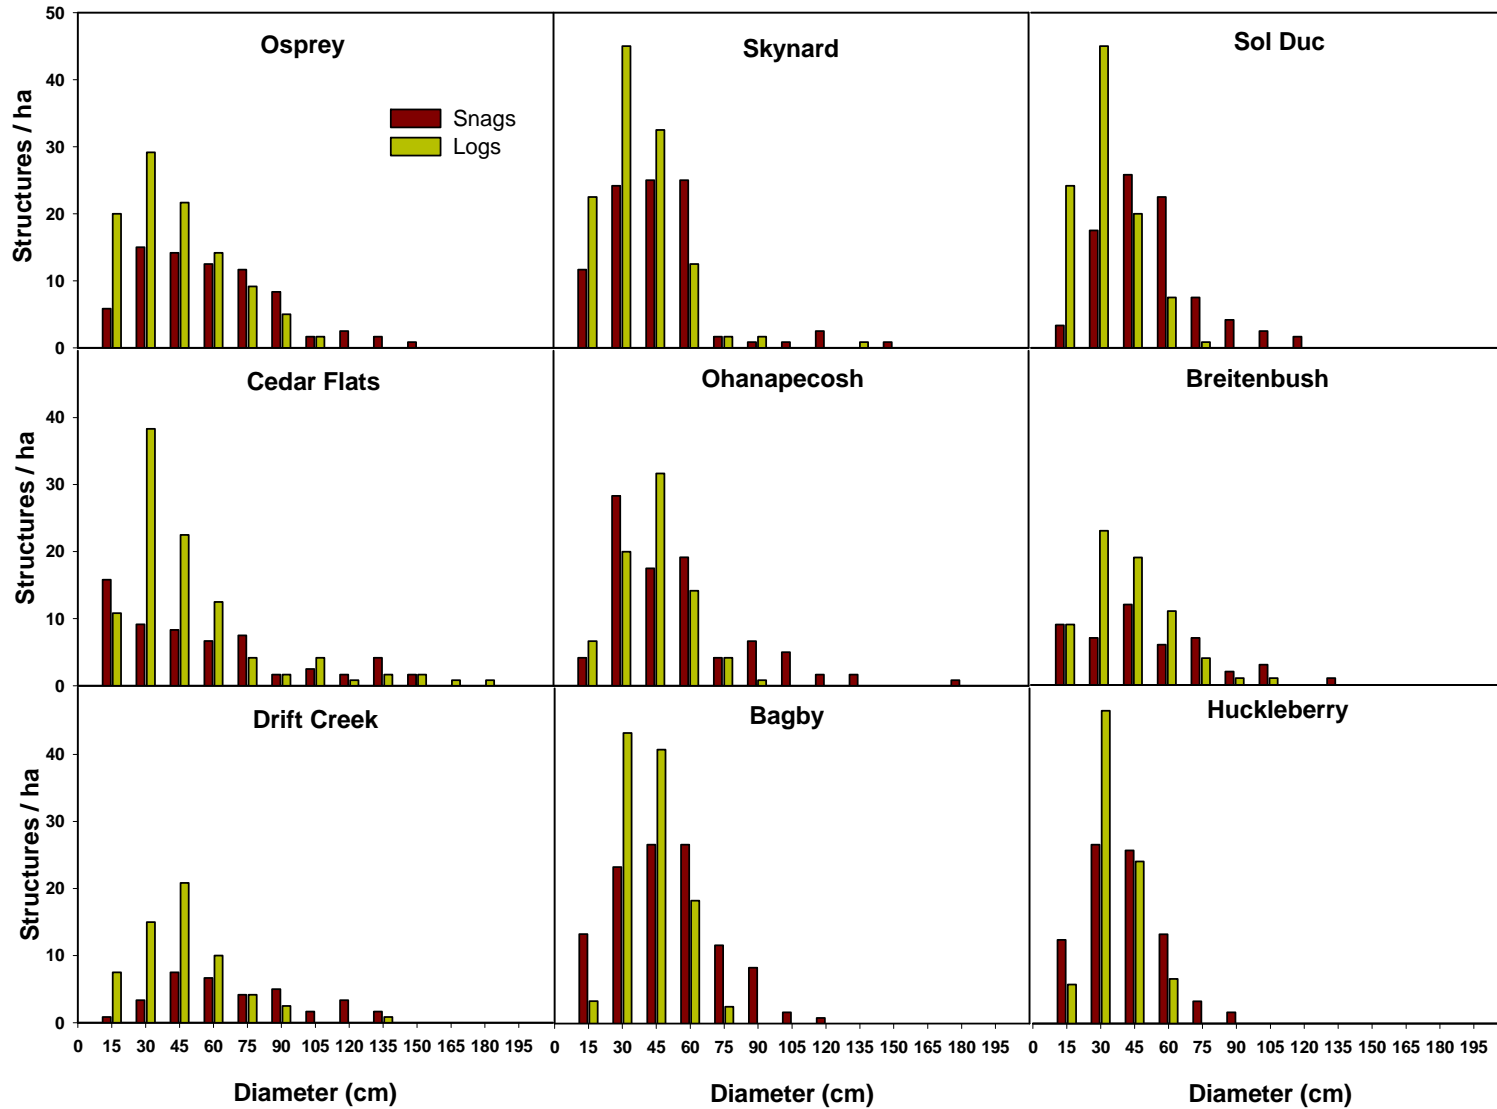 50
40
30
20
10
0
Structures / ha
Osprey
Snags
Logs
Skynard
Sol Duc
40
30
20
10
0
Structures / ha
Cedar Flats
Ohanapecosh
Breitenbush
40
30
20
10
0
Structures / ha
Drift Creek
Bagby
Huckleberry
0 15 30 45 60 75 90 105 120 135 165 180 195
0 15 30 45 60 75 90 105 120 135 165 180 195
0 15 30 45 60 75 90 105 120 135 165 180 195
Diameter (cm)
Diameter (cm)
Diameter (cm)